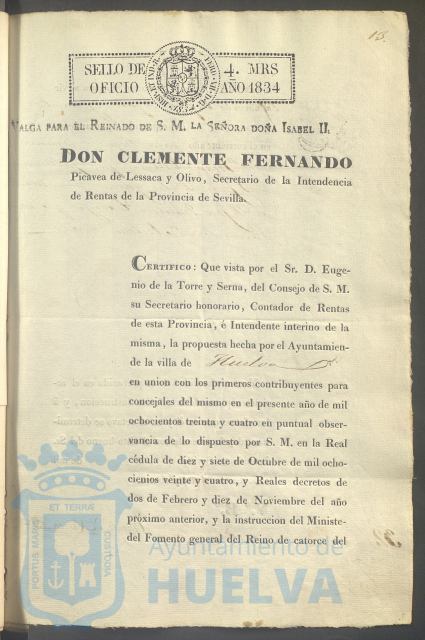 18.
SELLO DE 4. MRS
OFICIO AÑO 1834
VALGA PARA EL REINADO DE S. M. LA SEÑORA DOÑA ISABEL II.
DON CLEMENTE FERNANDO
Picavea de Lessaca y Olivo, Secretario de la Intendencia
de Rentas de la Provincia de Sevilla.
CERTIFICO: Que vista por el Sr. D. Euge-
nio de la Torre y Serna, del Consejo de S. M.
su Secretario honorario, Contador de Rentas
de esta Provincia, é Intendente interino de la
misma, la propuesta hecha por el Ayuntamien-
de la villa de Huelva
en union con los primeros contribuyentes para
concejales del mismo en el presente año de mil
ochocientos treinta y cuatro en puntual obser-
vancia de lo dispuesto por S. M. en la Real
cédula de diez y siete de Octubre de mil ocho-
cientos veinte y cuatro, y Reales decretos de
dos de Febrero y diez de Noviembre del año
próximo anterior, y la instruccion del Ministe-
del Fomento general del Reino de catorce del
ET TERRÆ
PORTUS MARIS
CUSTODIA
Ayuntamiento de
HUELVA